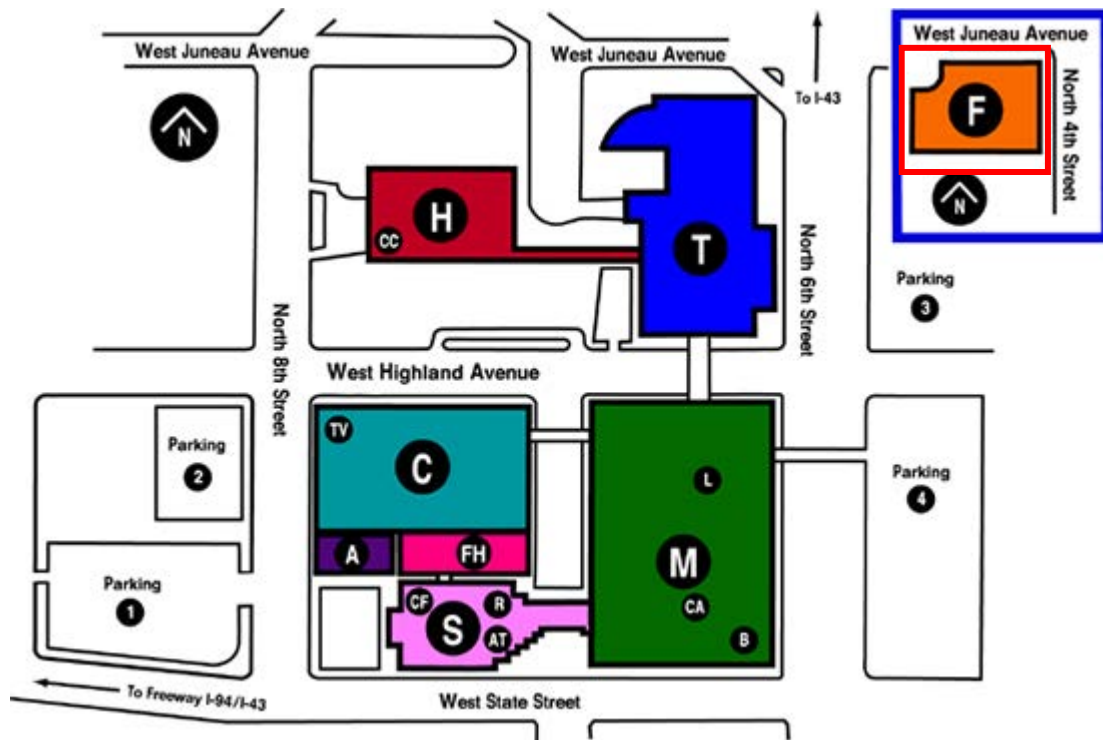 West Juneau Avenue
West Juneau Avenue
To I-43
West Juneau Avenue
F
North 4th Street
N
N
H
CC
T
North 6th Street
Parking
3
North 8th Street
West Highland Avenue
TV
C
L
Parking
2
Parking
4
A
FH
M
Parking
1
CF
R
S
AT
CA
B
To Freeway I-94/I-43
West State Street